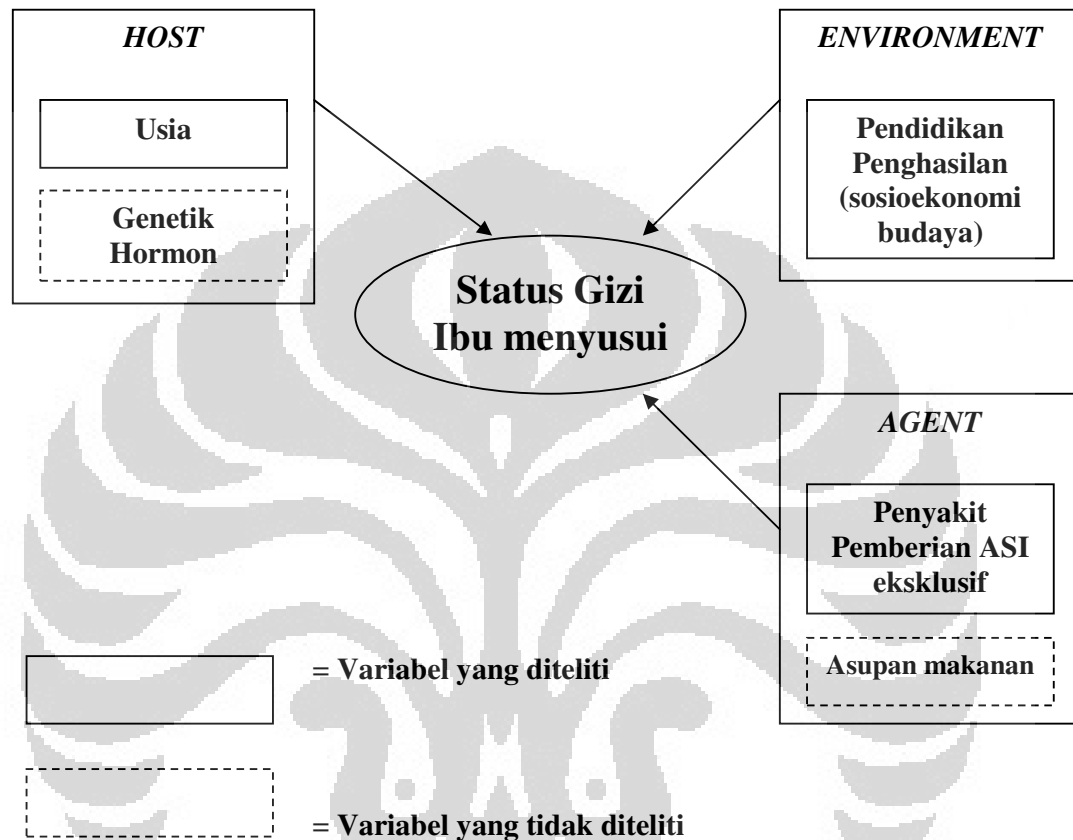 HOST
Usia
Genetik
Hormon
ENVIRONMENT
Pendidikan
Penghasilan
(sosioekonomi
budaya)
Status Gizi
Ibu menyusui
AGENT
Penyakit
Pemberian ASI
eksklusif
Asupan makanan
= Variabel yang diteliti
= Variabel yang tidak diteliti